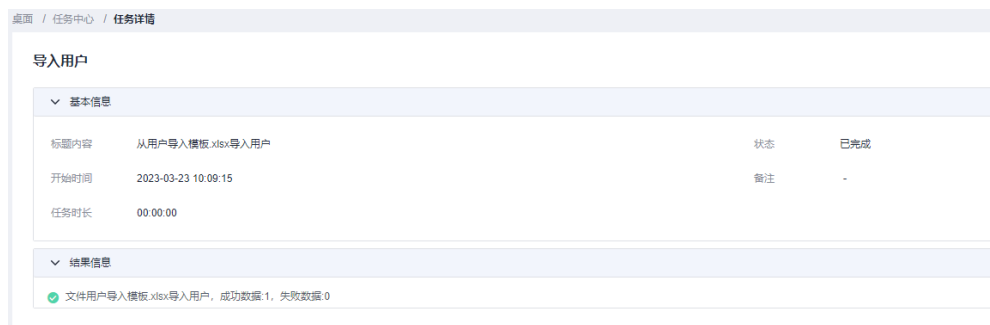 桌面 / 任务中心 / 任务详情
导入用户
基本信息
标题内容 从用户导入模板.xlsx导入用户 状态 已完成
开始时间 2023-03-23 10:09:15 备注 -
任务时长 00:00:00
结果信息
文件用户导入模板.xlsx导入用户，成功数据:1，失败数据:0